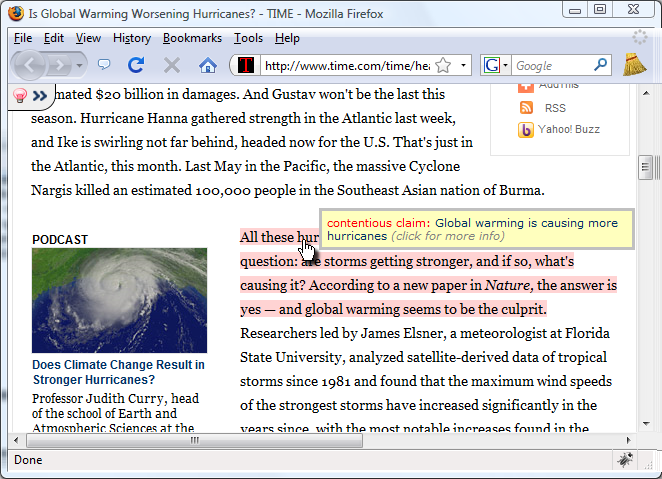 Is Global Warming Worsening Hurricanes? - TIME - Mozilla Firefox
File Edit View History Bookmarks Tools Help
http://www.time.com/time/hea
Google
estimated $20 billion in damages. And Gustav won't be the last this
season. Hurricane Hanna gathered strength in the Atlantic last week,
and Ike is swirling not far behind, headed now for the U.S. That's just in
the Atlantic, this month. Last May in the Pacific, the massive Cyclone
Nargis killed an estimated 100,000 people in the Southeast Asian nation of Burma.
AddThis
RSS
Yahoo! Buzz
PODCAST
Does Climate Change Result in
Stronger Hurricanes?
Professor Judith Curry, head
of the school of Earth and
Atmospheric Sciences at the
contentious claim: Global warming is causing more
hurricanes (click for more info)
All these hur
question: are storms getting stronger, and if so, what's
causing it? According to a new paper in Nature, the answer is
yes — and global warming seems to be the culprit.
Researchers led by James Elsner, a meteorologist at Florida
State University, analyzed satellite-derived data of tropical
storms since 1981 and found that the maximum wind speeds
of the strongest storms have increased significantly in the
years since, with the most notable increases found in the
Done